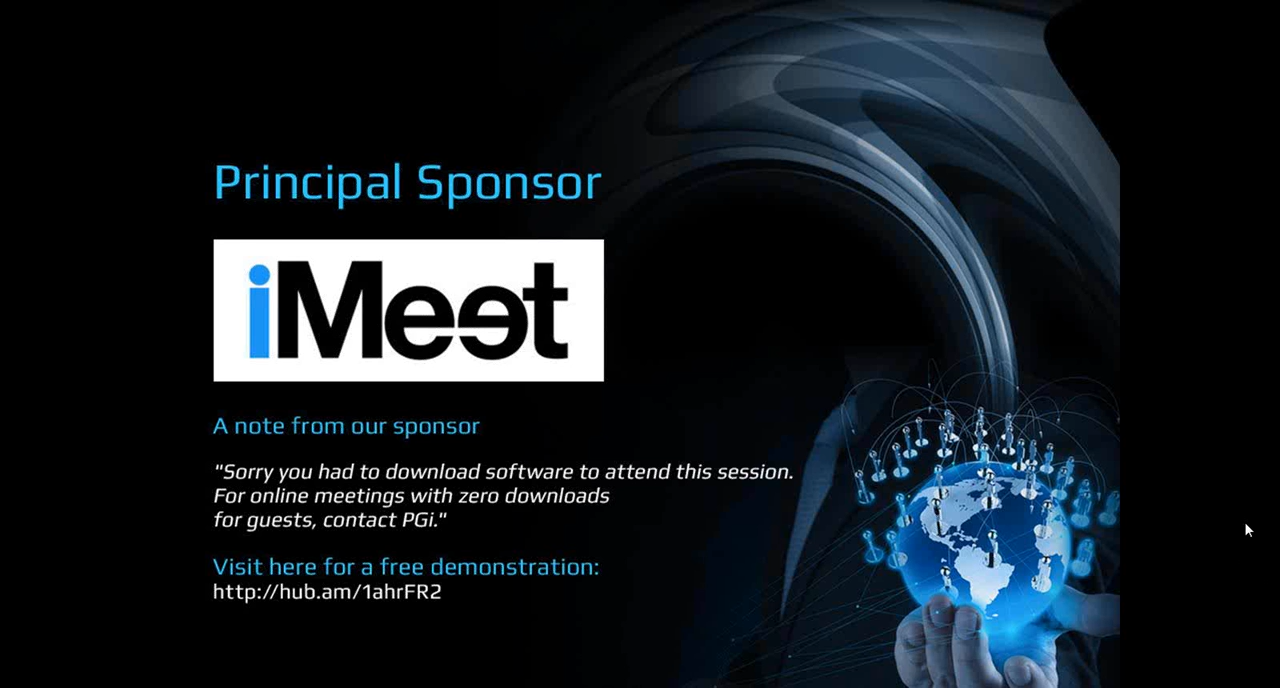 Principal Sponsor
iMeet
A note from our sponsor
"Sorry you had to download software to attend this session.
For online meetings with zero downloads
for guests, contact PGi."
Visit here for a free demonstration:
http://hub.am/1ahrFR2